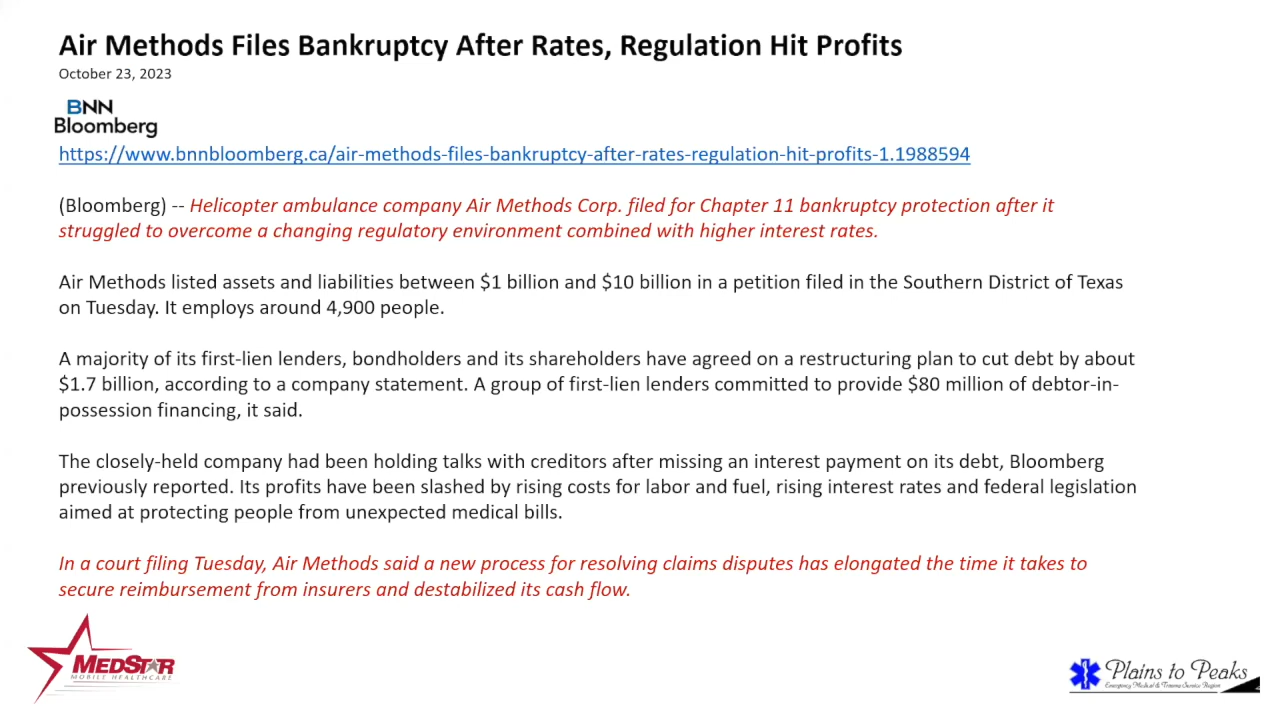 Air Methods Files Bankruptcy After Rates, Regulation Hit Profits
October 23, 2023
BNN
Bloomberg
https://www.bnnbloomberg.ca/air-methods-files-bankruptcy-after-rates-regulation-hit-profits-1.1988594
(Bloomberg) -- Helicopter ambulance company Air Methods Corp. filed for Chapter 11 bankruptcy protection after it
struggled to overcome a changing regulatory environment combined with higher interest rates.
Air Methods listed assets and liabilities between $1 billion and $10 billion in a petition filed in the Southern District of Texas
on Tuesday. It employs around 4,900 people.
A majority of its first-lien lenders, bondholders and its shareholders have agreed on a restructuring plan to cut debt by about
$1.7 billion, according to a company statement. A group of first-lien lenders committed to provide $80 million of debtor-in-
possession financing, it said.
The closely-held company had been holding talks with creditors after missing an interest payment on its debt, Bloomberg
previously reported. Its profits have been slashed by rising costs for labor and fuel, rising interest rates and federal legislation
aimed at protecting people from unexpected medical bills.
In a court filing Tuesday, Air Methods said a new process for resolving claims disputes has elongated the time it takes to
secure reimbursement from insurers and destabilized its cash flow.
MEDSTAR
MOBILE HEALTHCARE
Plains to Peaks
Emergency Medical & Trauma Service Region